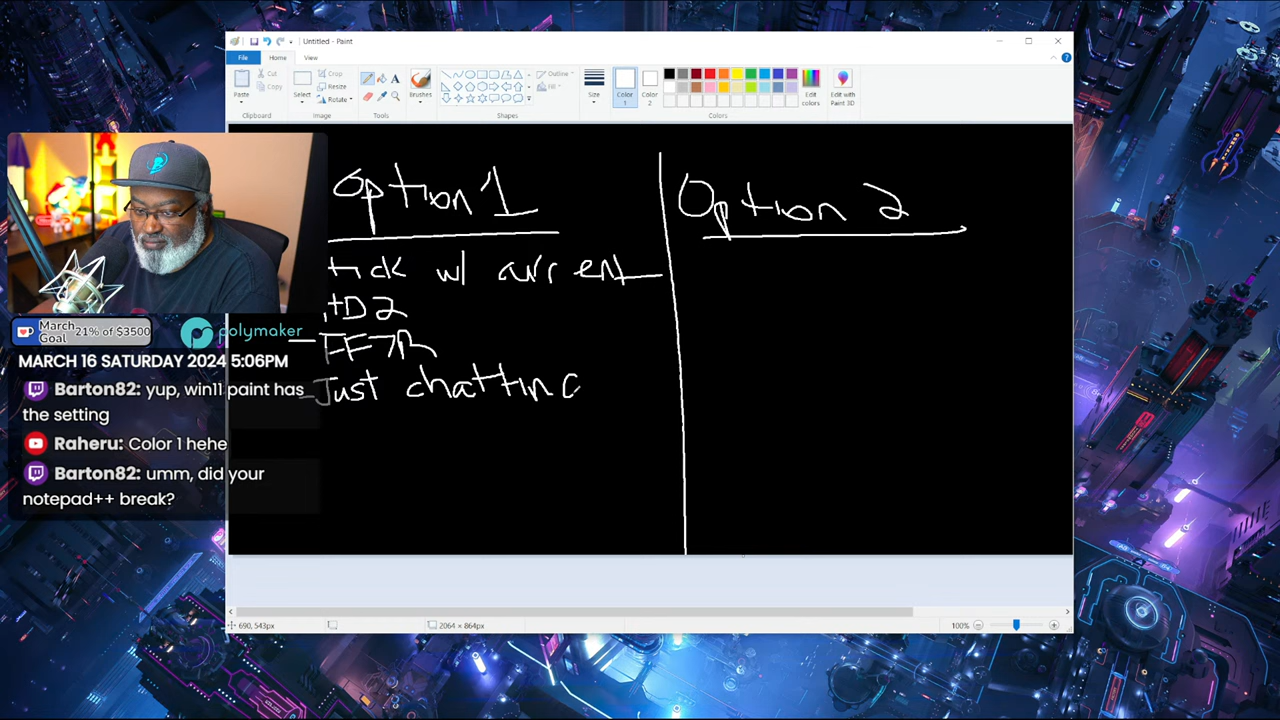 Untitled - Paint
File Home View
Cut
Copy
Paste
Clipboard
Crop
Resize
Rotate
Select
Image
Tools
Brushes
Outline
Fill
Shapes
Size
Color 1
Color 2
Edit colors
Edit with Paint 3D
Colors
Option 1
tick w/ current
D2
FF7R
Just chattin
Option 2
March Goal 21% of $3500
polymaker
MARCH 16 SATURDAY 2024 5:06PM
Barton82: yup, win11 paint has
the setting
Raheru: Color 1 hehe
Barton82: umm, did your
notepad++ break?
690, 543px
2064 × 864px
100%